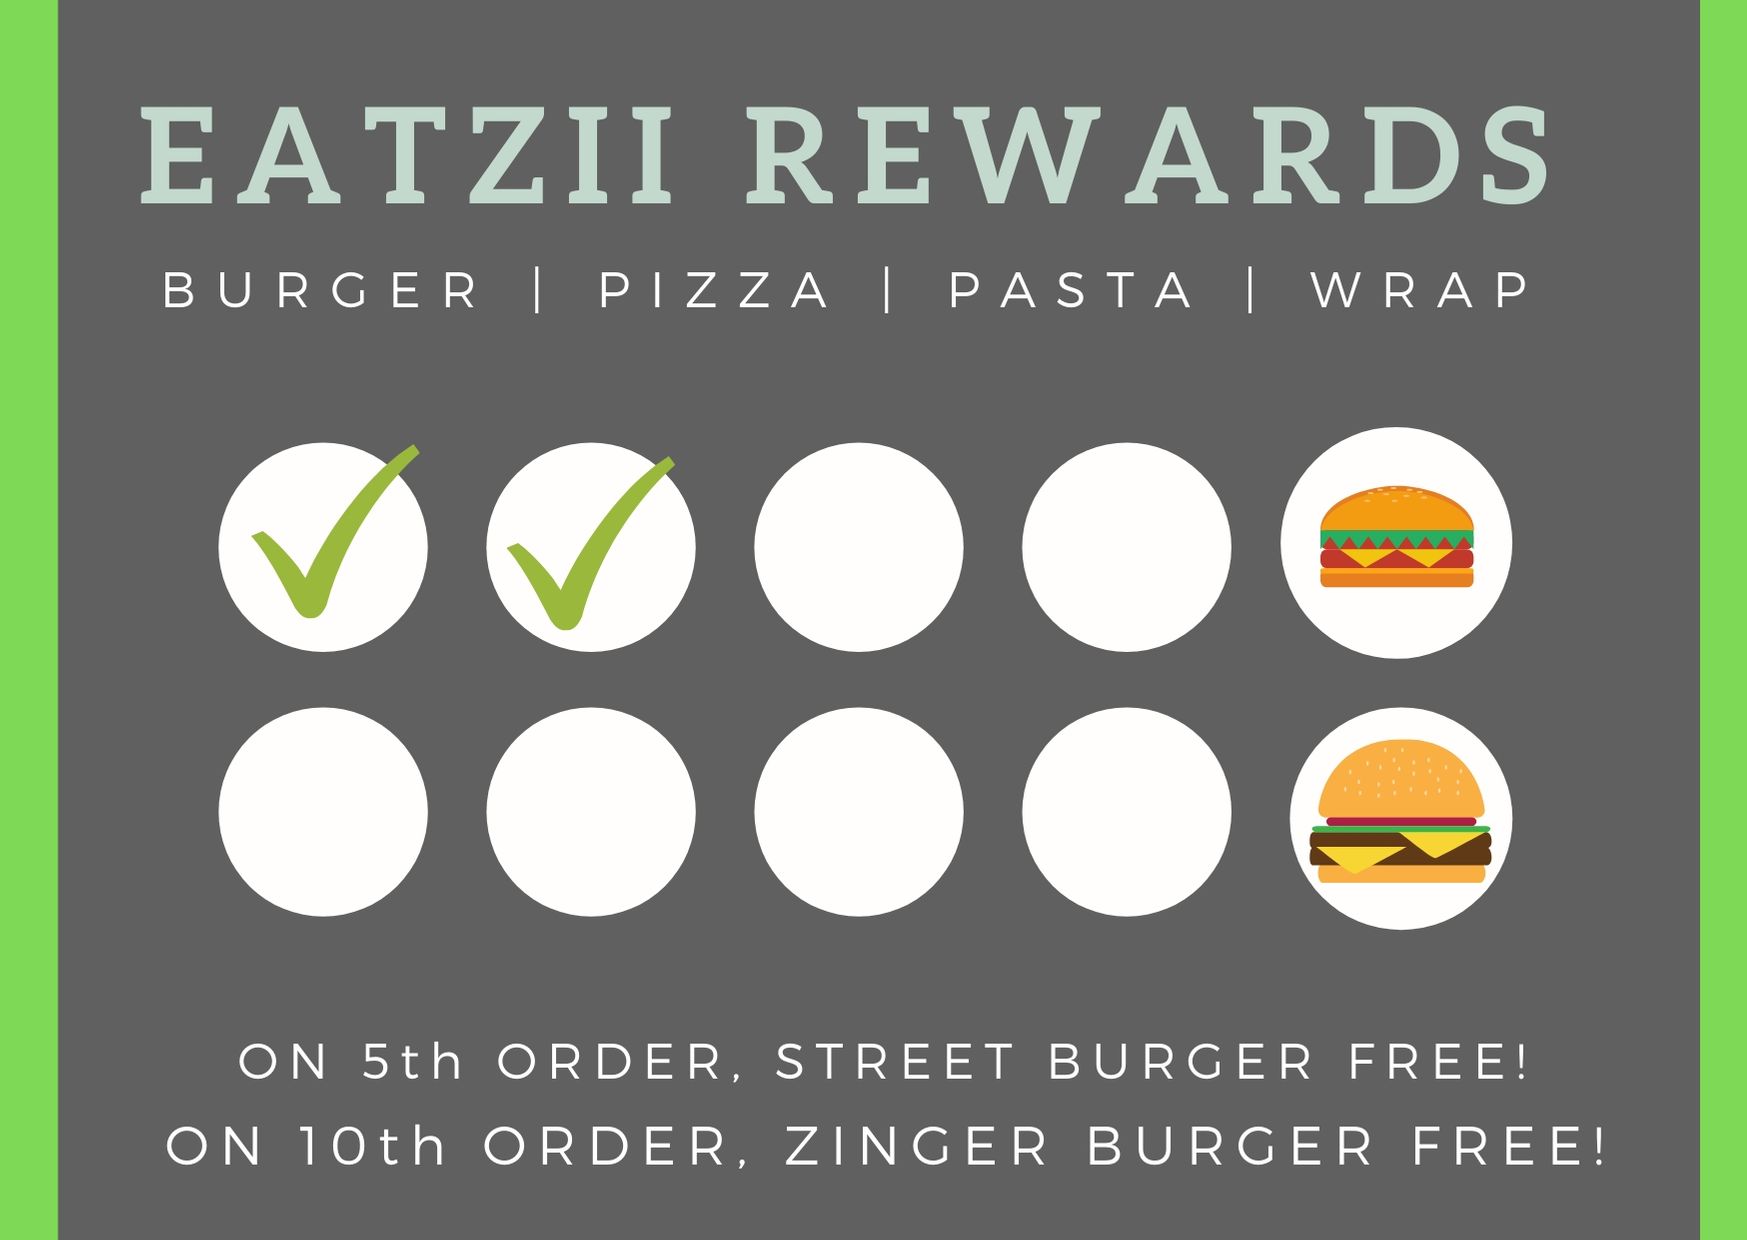 EATZII REWARDS
BURGER | PIZZA | PASTA | WRAP
ON 5th ORDER, STREET BURGER FREE!
ON 10th ORDER, ZINGER BURGER FREE!